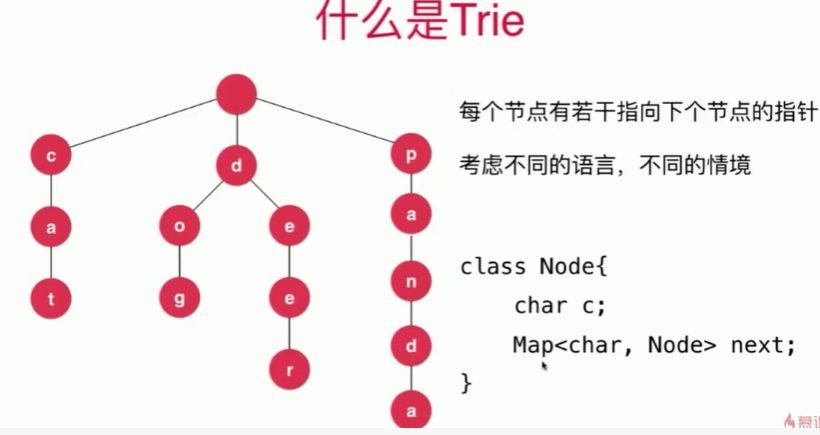 什么是Trie
每个节点有若干指向下个节点的指针
考虑不同的语言，不同的情境
class Node{
char c;
Map<char, Node> next;
}
c
d
p
a
o
e
a
t
g
e
n
r
d
a
慕